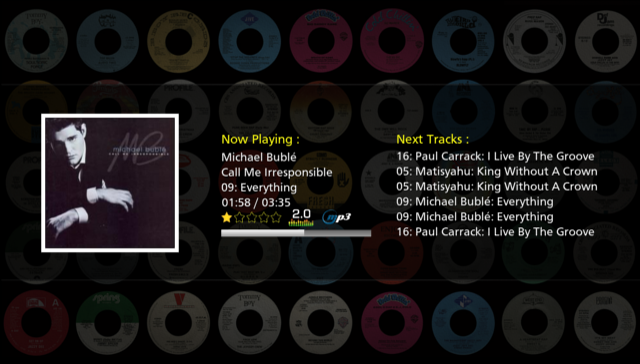 michael bublé
CALL ME IRRESPONSIBLE
Now Playing :
Michael Bublé
Call Me Irresponsible
09: Everything
01:58 / 03:35
2.0
mp3
Next Tracks :
16: Paul Carrack: I Live By The Groove
05: Matisyahu: King Without A Crown
05: Matisyahu: King Without A Crown
09: Michael Bublé: Everything
09: Michael Bublé: Everything
16: Paul Carrack: I Live By The Groove